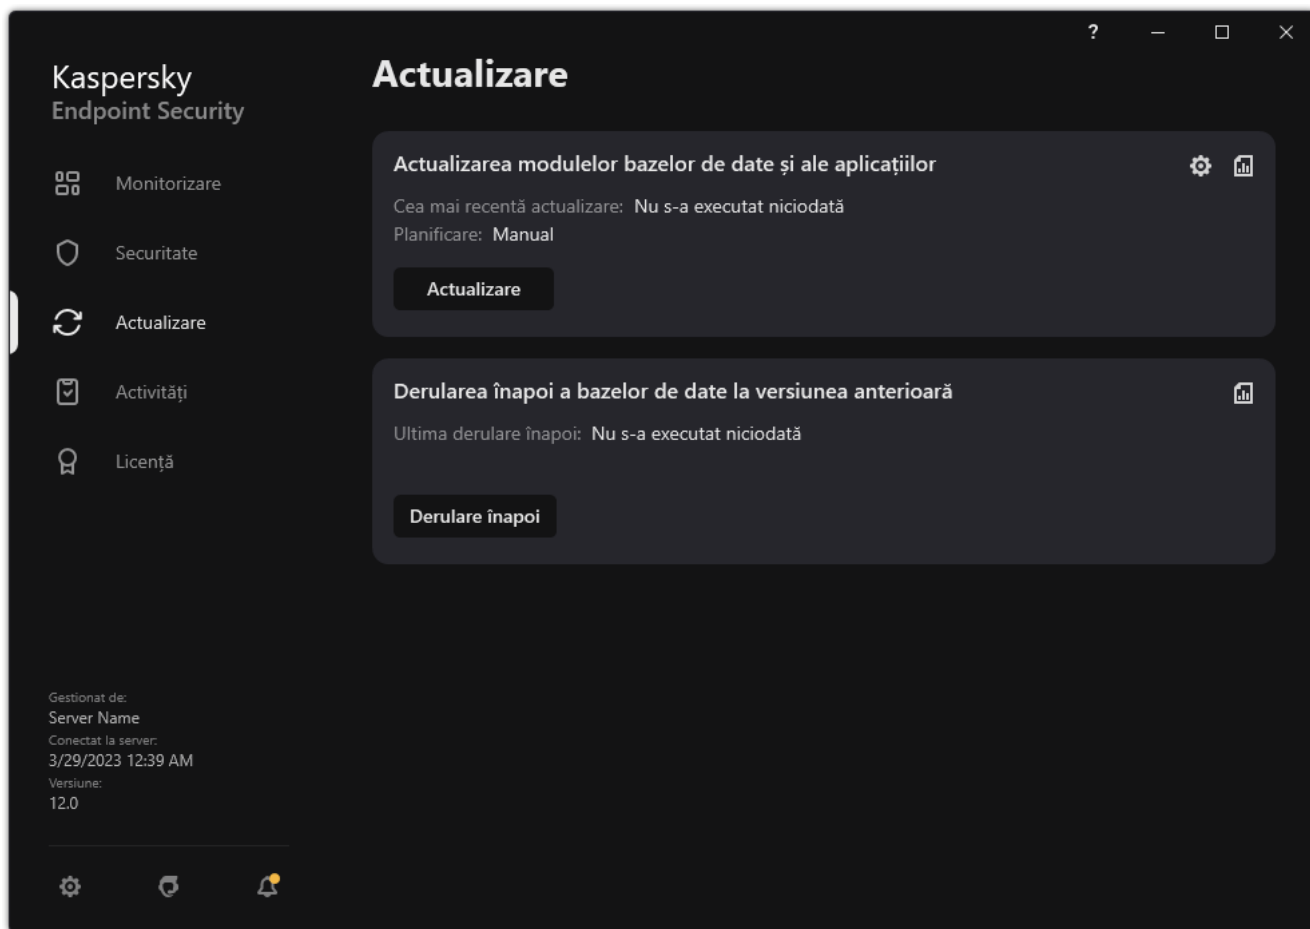 ?
Kaspersky
Endpoint Security
Monitorizare
Securitate
Actualizare
Activități
Licență
Gestionat de:
Server Name
Conectat la server:
3/29/2023 12:39 AM
Versiune:
12.0
Actualizare
Actualizarea modulelor bazelor de date și ale aplicațiilor
Cea mai recentă actualizare: Nu s-a executat niciodată
Planificare: Manual
Actualizare
Derularea înapoi a bazelor de date la versiunea anterioară
Ultima derulare înapoi: Nu s-a executat niciodată
Derulare înapoi